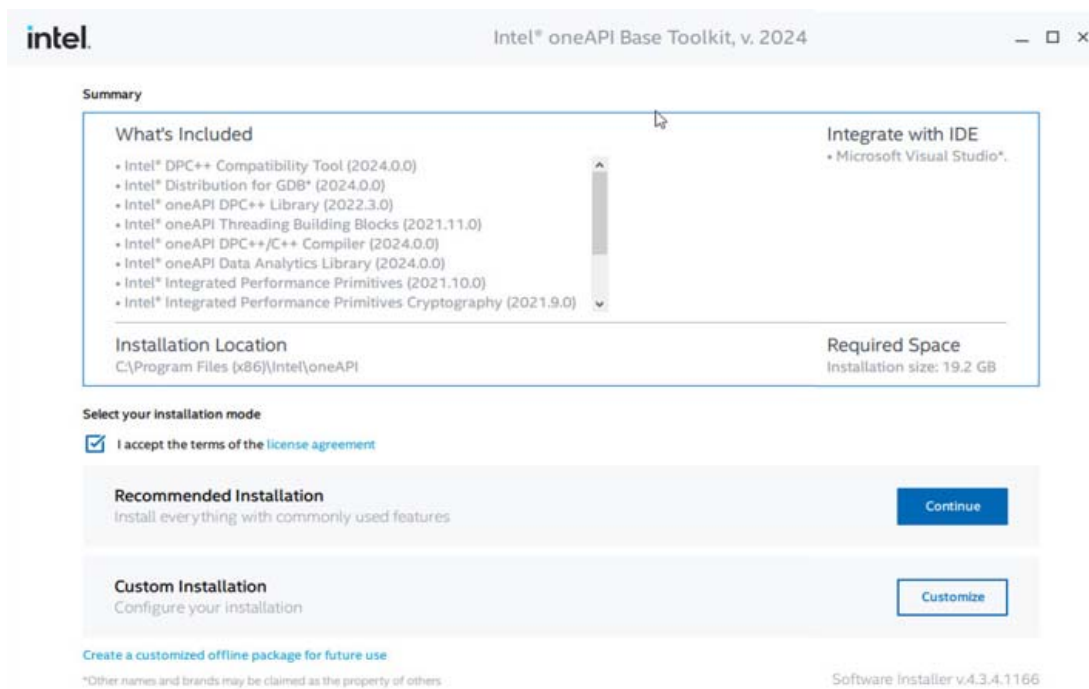 intel.
Intel® oneAPI Base Toolkit, v. 2024
Summary
What's Included
• Intel® DPC++ Compatibility Tool (2024.0.0)
• Intel® Distribution for GDB* (2024.0.0)
• Intel® oneAPI DPC++ Library (2022.3.0)
• Intel® oneAPI Threading Building Blocks (2021.11.0)
• Intel® oneAPI DPC++/C++ Compiler (2024.0.0)
• Intel® oneAPI Data Analytics Library (2024.0.0)
• Intel® Integrated Performance Primitives (2021.10.0)
• Intel® Integrated Performance Primitives Cryptography (2021.9.0)
Integrate with IDE
• Microsoft Visual Studio*.
Installation Location
C:\Program Files (x86)\Intel\oneAPI
Required Space
Installation size: 19.2 GB
Select your installation mode
I accept the terms of the license agreement
Recommended Installation
Install everything with commonly used features
Continue
Custom Installation
Configure your installation
Customize
Create a customized offline package for future use
*Other names and brands may be claimed as the property of others
Software Installer v.4.3.4.1166